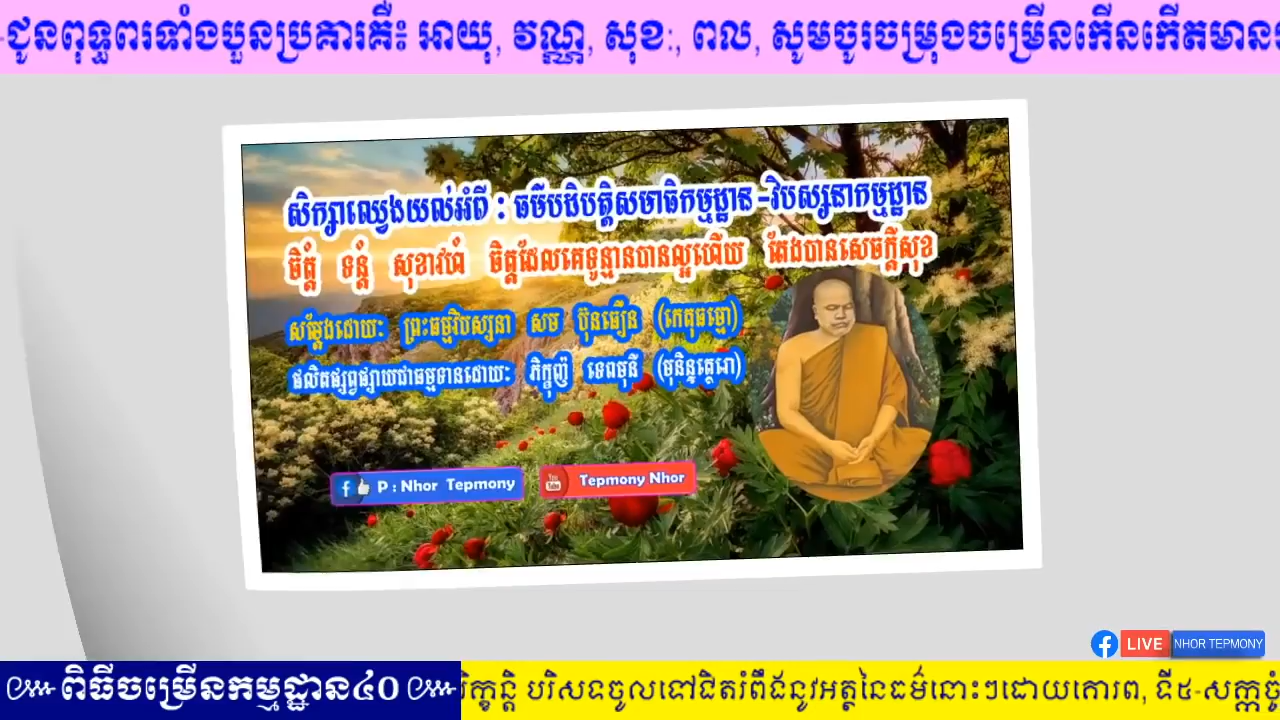 -ជូនពុទ្ធពរទាំងបួនប្រការគឺ៖ អាយុ, វណ្ណ, សុខៈ, ពល, សូមចូរចម្រុងចម្រើនកើនកើតមាន
សិក្សាឈ្វេងយល់អំពី : ធម៌បដិបត្តិសមាធិកម្មដ្ឋាន -វិបស្សនាកម្មដ្ឋាន
ចិត្តំ ទន្តំ សុខាវហំ ចិត្តដែលគេទូន្មានបានល្អហើយ តែងបានសេចក្ដីសុខ
សម្ដែងដោយៈ ព្រះធម្មវិបស្សនា សម ប៊ុនធឿន (កេតុធម្មោ)
ផលិតផ្សព្វផ្សាយជាធម្មទានដោយៈ ភិក្ខុញ៉ ទេពមុនី (មុនិន្ទត្ថេរោ)
P : Nhor Tepmony
You Tube Tepmony Nhor
LIVE NHOR TEPMONY
ពិធីចម្រើនកម្មដ្ឋាន៤០ រិក្ខន្តិ បរិសទចូលទៅជិតរំពឹងនូវអត្ថនៃធម៌នោះៗដោយគោរព, ទី៥-សក្កច្ចំ